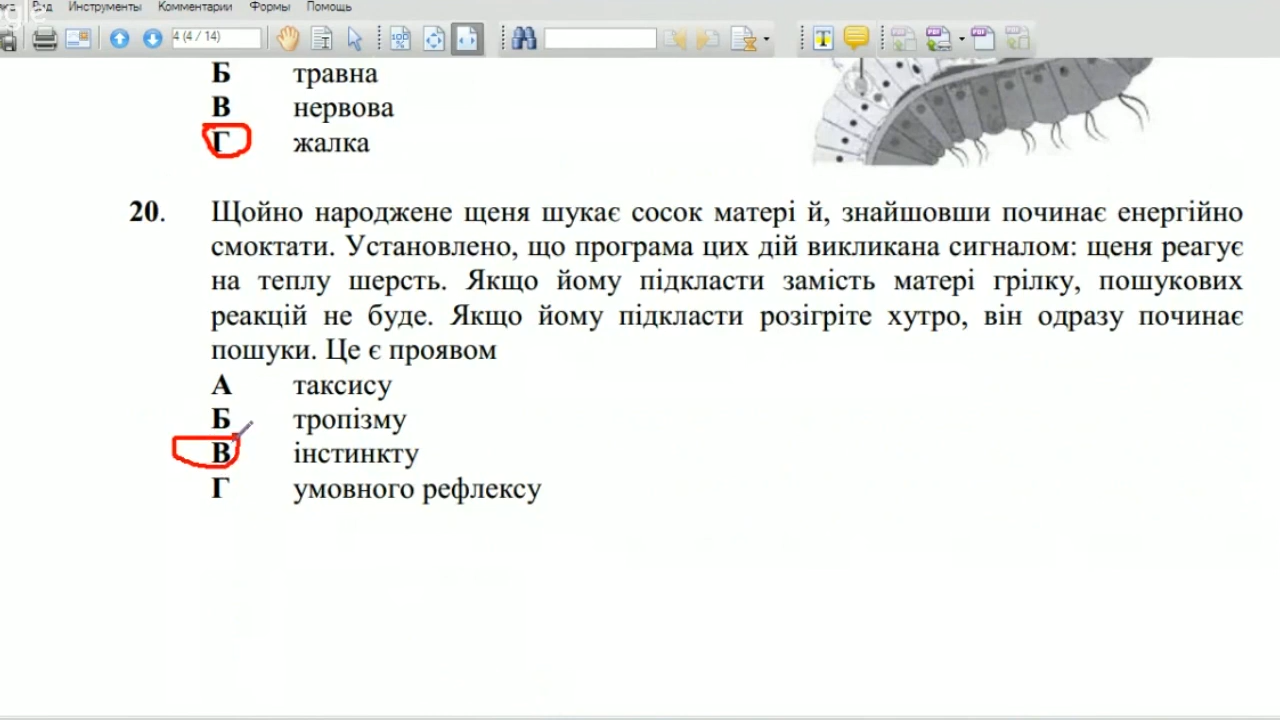 Вид Инструменты Комментарии Формы Помощь
4 (4 / 14)
Б травна
В нервова
Г жалка
20. Щойно народжене щеня шукає сосок матері й, знайшовши починає енергійно
смоктати. Установлено, що програма цих дій викликана сигналом: щеня реагує
на теплу шерсть. Якщо йому підкласти замість матері грілку, пошукових
реакцій не буде. Якщо йому підкласти розігріте хутро, він одразу починає
пошуки. Це є проявом
А таксису
Б тропізму
В інстинкту
Г умовного рефлексу